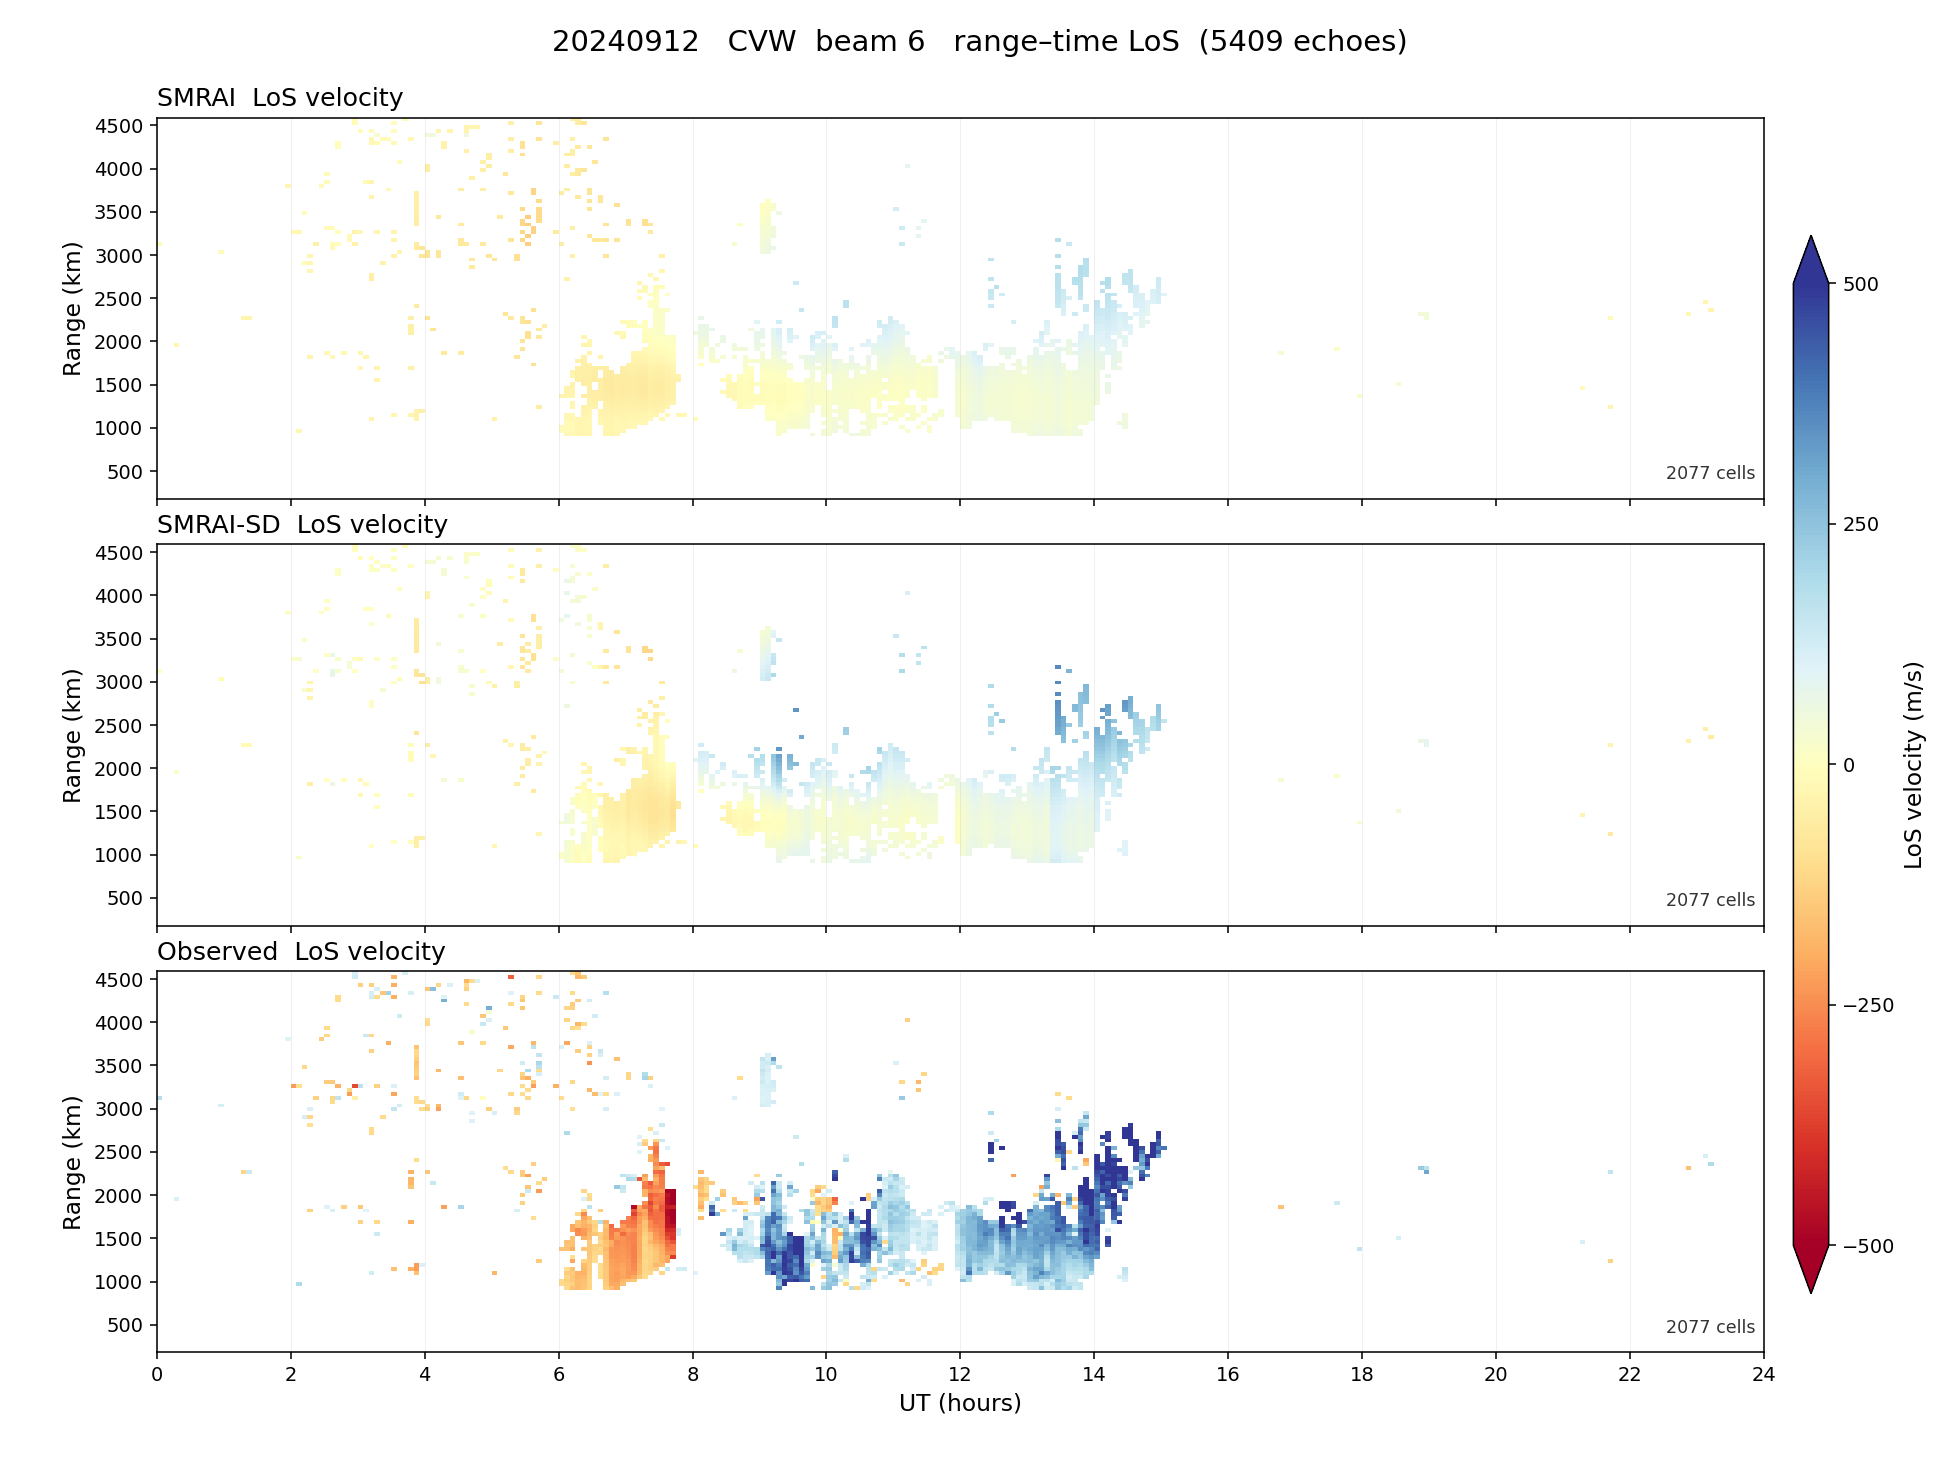 20240912   CVW  beam 6   range–time LoS  (5409 echoes)
SMRAI  LoS velocity
4500
4000
3500
3000
2500
2000
1500
1000
500
Range (km)
2077 cells
SMRAI-SD  LoS velocity
4500
4000
3500
3000
2500
2000
1500
1000
500
Range (km)
2077 cells
Observed  LoS velocity
4500
4000
3500
3000
2500
2000
1500
1000
500
Range (km)
2077 cells
0 2 4 6 8 10 12 14 16 18 20 22 24
UT (hours)
500
250
0
−250
−500
LoS velocity (m/s)